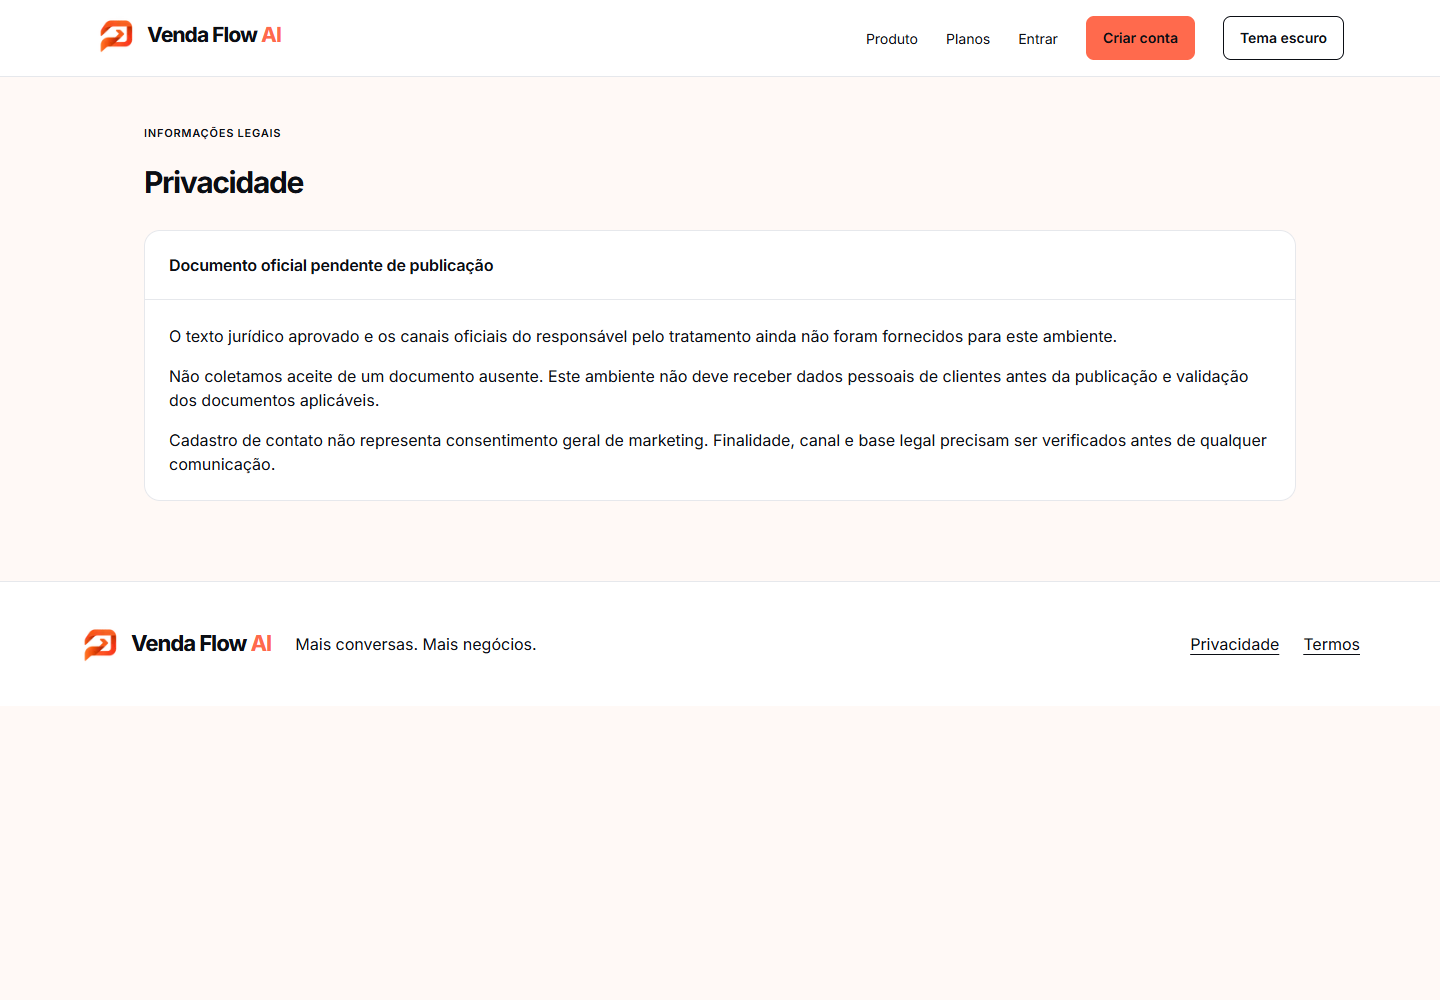 Venda Flow AI
Produto
Planos
Entrar
Criar conta
Tema escuro
INFORMAÇÕES LEGAIS
Privacidade
Documento oficial pendente de publicação
O texto jurídico aprovado e os canais oficiais do responsável pelo tratamento ainda não foram fornecidos para este ambiente.
Não coletamos aceite de um documento ausente. Este ambiente não deve receber dados pessoais de clientes antes da publicação e validação
dos documentos aplicáveis.
Cadastro de contato não representa consentimento geral de marketing. Finalidade, canal e base legal precisam ser verificados antes de qualquer
comunicação.
Venda Flow AI
Mais conversas. Mais negócios.
Privacidade
Termos